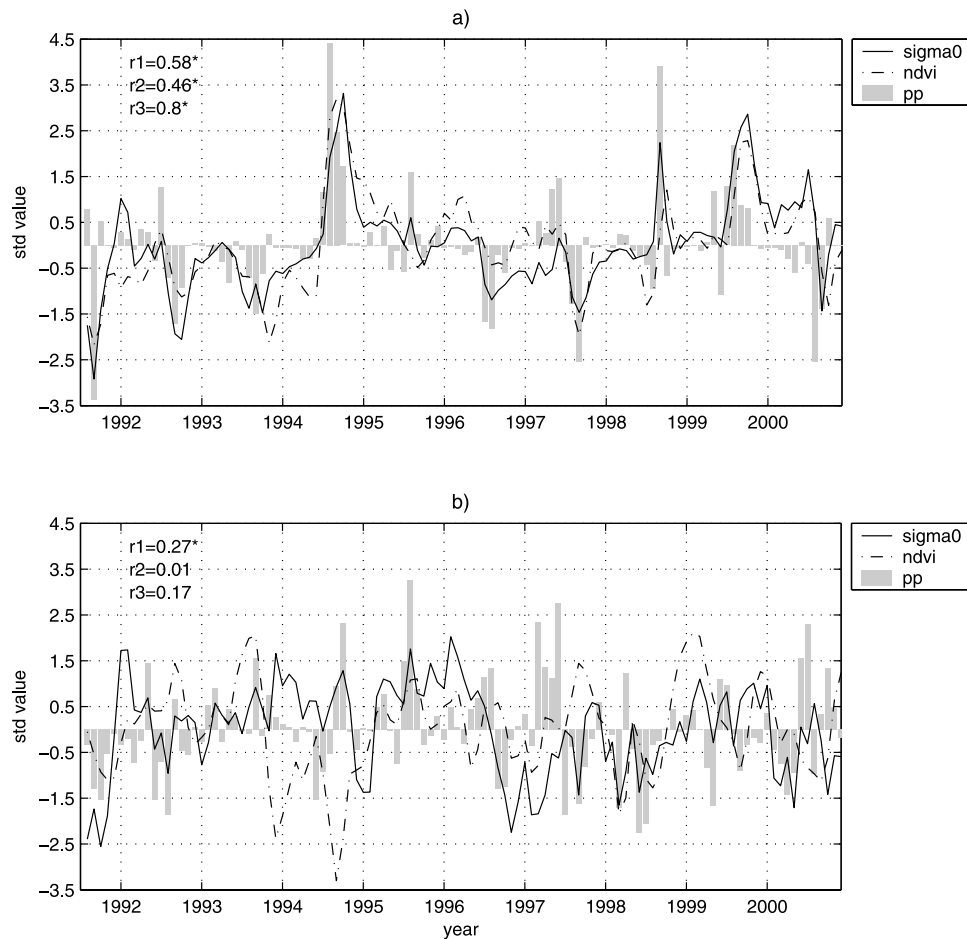 a)
4.5
3.5
2.5
1.5
0.5
−0.5
−1.5
−2.5
−3.5
std value
r1=0.58*
r2=0.46*
r3=0.8*
sigma0
ndvi
pp
1992 1993 1994 1995 1996 1997 1998 1999 2000
b)
4.5
3.5
2.5
1.5
0.5
−0.5
−1.5
−2.5
−3.5
std value
r1=0.27*
r2=0.01
r3=0.17
sigma0
ndvi
pp
1992 1993 1994 1995 1996 1997 1998 1999 2000
year